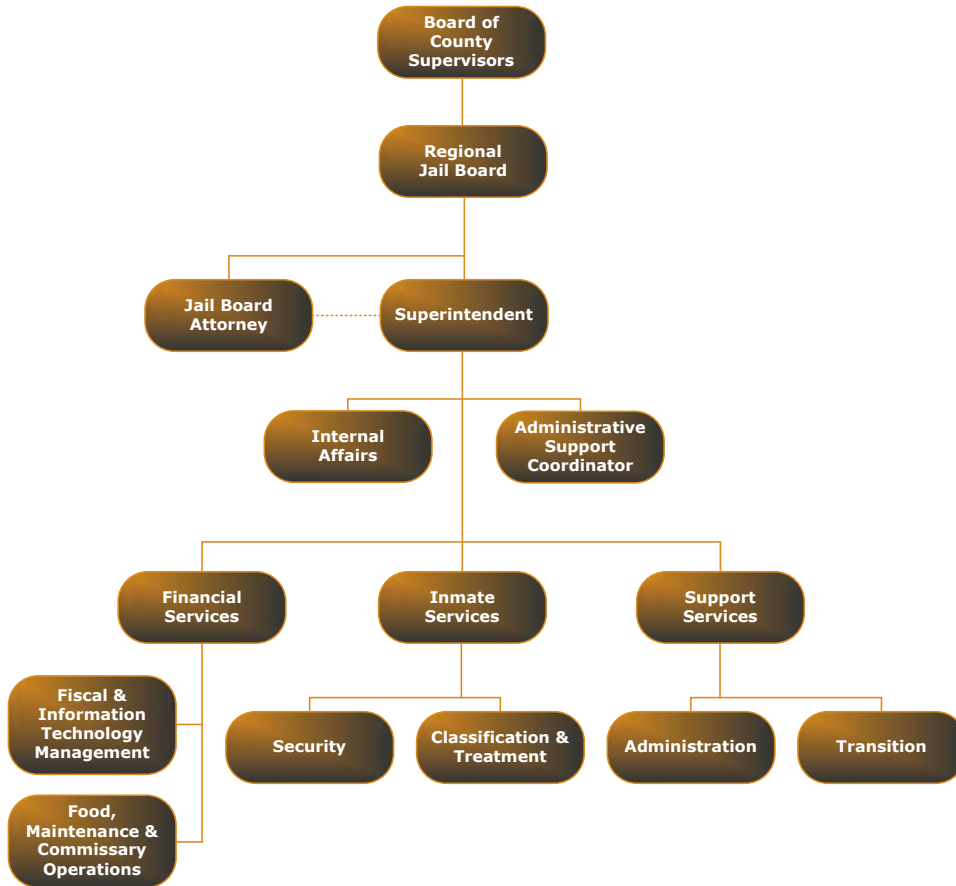 Board of
County
Supervisors
Regional
Jail Board
Jail Board
Attorney
Superintendent
Internal
Affairs
Administrative
Support
Coordinator
Financial
Services
Inmate
Services
Support
Services
Fiscal &
Information
Technology
Management
Security
Classification &
Treatment
Administration
Transition
Food,
Maintenance &
Commissary
Operations